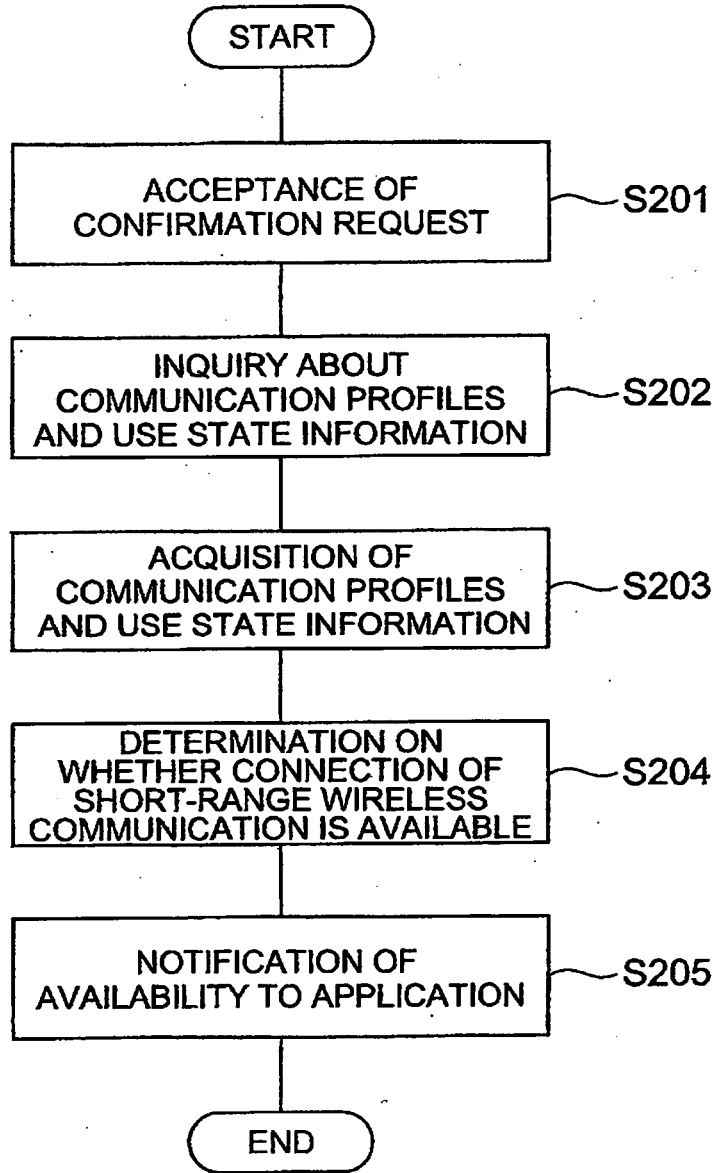 START
ACCEPTANCE OF
CONFIRMATION REQUEST
S201
INQUIRY ABOUT
COMMUNICATION PROFILES
AND USE STATE INFORMATION
S202
ACQUISITION OF
COMMUNICATION PROFILES
AND USE STATE INFORMATION
S203
DETERMINATION ON
WHETHER CONNECTION OF
SHORT-RANGE WIRELESS
COMMUNICATION IS AVAILABLE
S204
NOTIFICATION OF
AVAILABILITY TO APPLICATION
S205
END